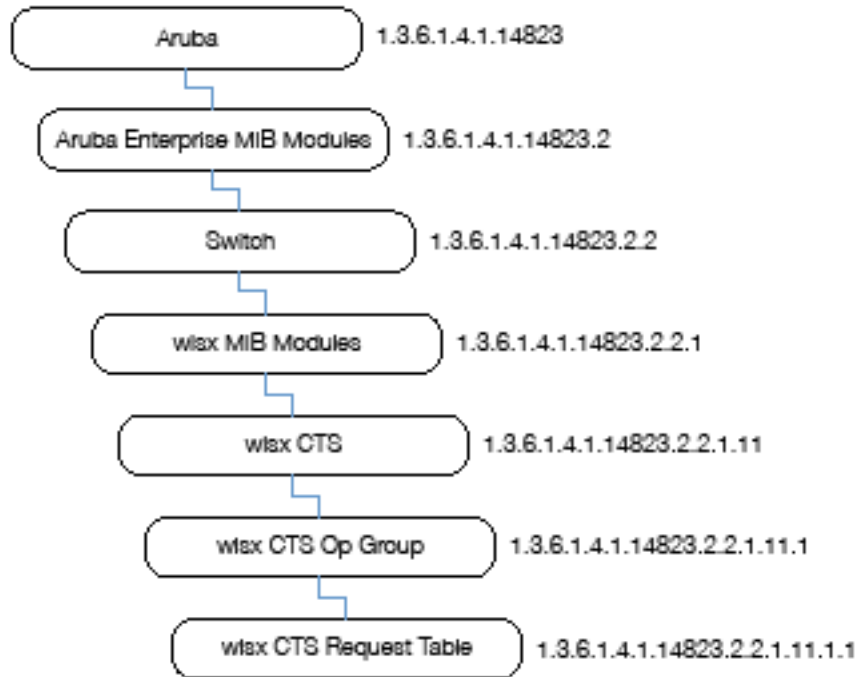 Aruba 1.3.6.1.4.1.14823
Aruba Enterprise MIB Modules 1.3.6.1.4.1.14823.2
Switch 1.3.6.1.4.1.14823.2.2
wlsx MIB Modules 1.3.6.1.4.1.14823.2.2.1
wlsx CTS 1.3.6.1.4.1.14823.2.2.1.11
wlsx CTS Op Group 1.3.6.1.4.1.14823.2.2.1.11.1
wlsx CTS Request Table 1.3.6.1.4.1.14823.2.2.1.11.1.1